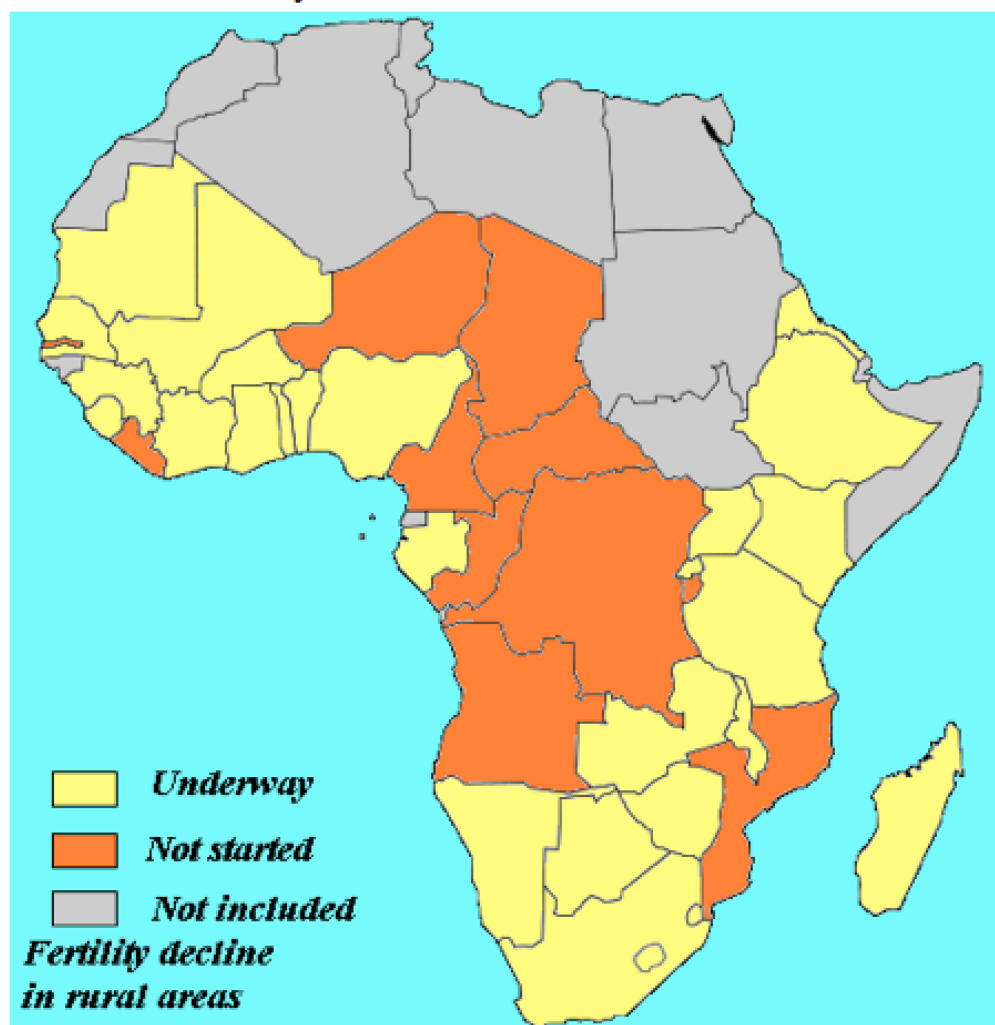 Underway
Not started
Not included
Fertility decline
in rural areas